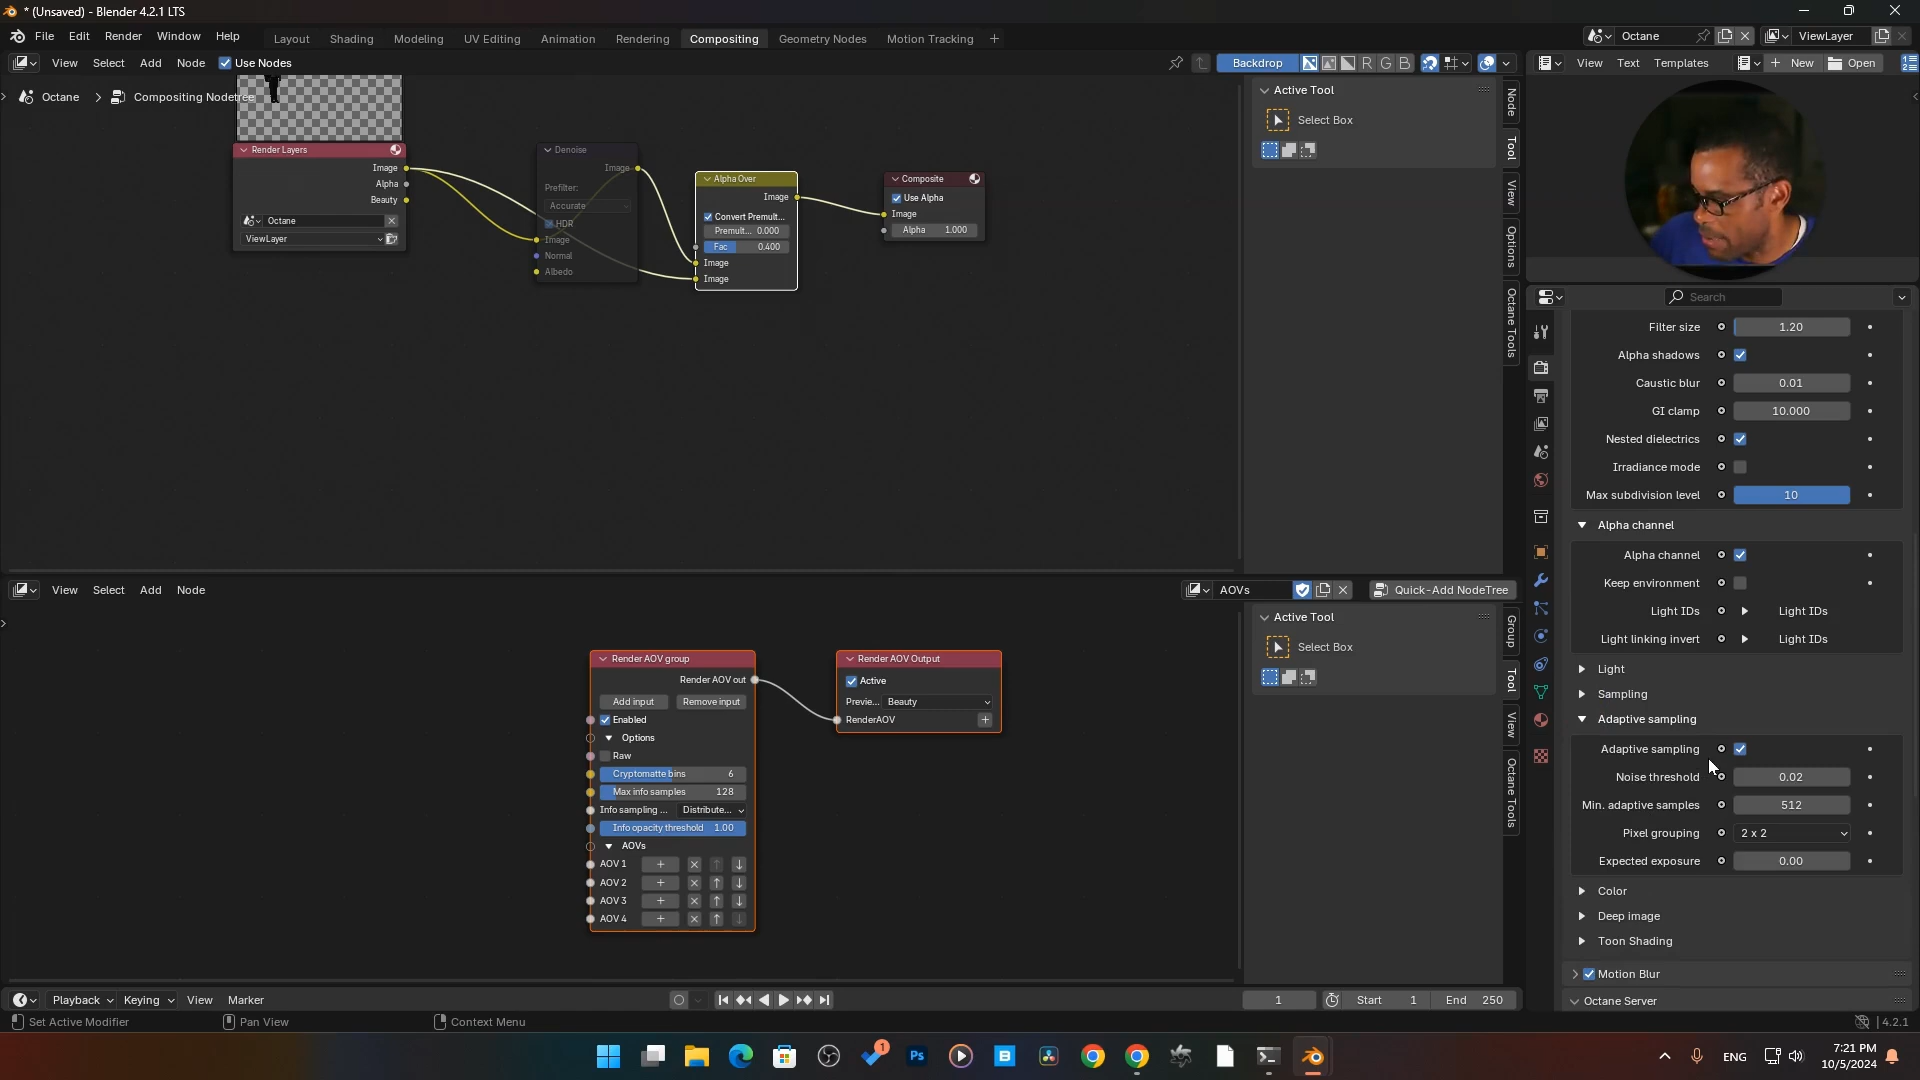 * (Unsaved) - Blender 4.2.1 LTS
File Edit Render Window Help Layout Shading Modeling UV Editing Animation Rendering Compositing Geometry Nodes Motion Tracking + Octane ViewLayer
View Select Add Node Use Nodes Backdrop R G B View Text Templates + New Open
Octane > Compositing Nodetree
Active Tool
Select Box
Node
Tool
View
Options
Octane Tools
Render Layers
Image
Alpha
Beauty
Octane
ViewLayer
Denoise
Image
Prefilter:
Accurate
HDR
Image
Normal
Albedo
Alpha Over
Image
Convert Premult...
Premult... 0.000
Fac 0.400
Image
Image
Composite
Use Alpha
Image
Alpha 1.000
Search
Filter size 1.20
Alpha shadows
Caustic blur 0.01
GI clamp 10.000
Nested dielectrics
Irradiance mode
Max subdivision level 10
Alpha channel
Alpha channel
Keep environment
Light IDs Light IDs
Light linking invert Light IDs
Light
Sampling
Adaptive sampling
Adaptive sampling
Noise threshold 0.02
Min. adaptive samples 512
Pixel grouping 2 x 2
Expected exposure 0.00
Color
Deep image
Toon Shading
Motion Blur
Octane Server
View Select Add Node AOVs Quick-Add NodeTree
Active Tool
Select Box
Group
Tool
View
Octane Tools
Render AOV group
Render AOV out
Add input Remove input
Enabled
Options
Raw
Cryptomatte bins 6
Max info samples 128
Info sampling ... Distribute...
Info opacity threshold 1.00
AOVs
AOV 1 +
AOV 2 +
AOV 3 +
AOV 4 +
Render AOV Output
Active
Previe... Beauty
RenderAOV +
Playback Keying View Marker 1 Start 1 End 250
Set Active Modifier Pan View Context Menu 4.2.1
1
Ps
B
ENG
7:21 PM
10/5/2024